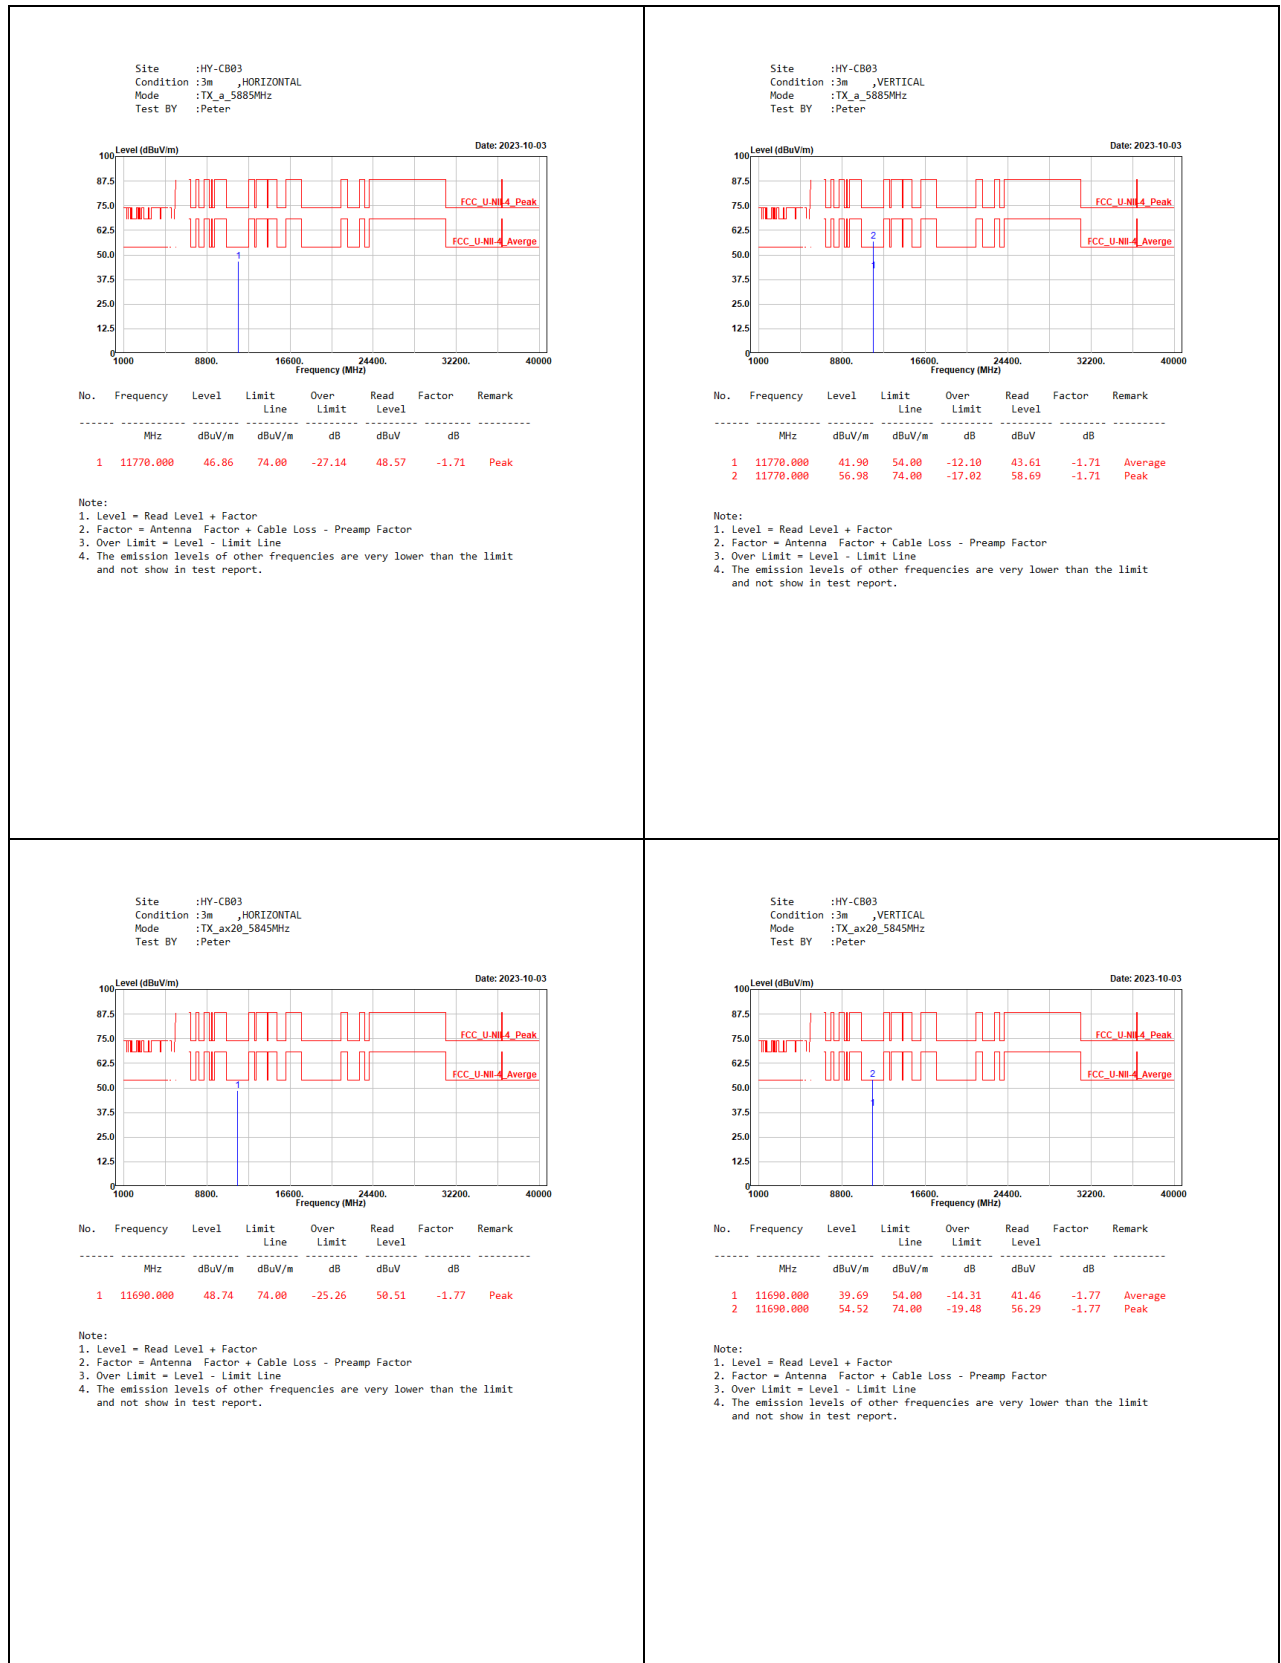 Site      :HY-CB03
Condition :3m    ,HORIZONTAL
Mode      :TX_a_5885MHz
Test BY   :Peter
Level (dBuV/m)
Date: 2023-10-03
100
87.5
75.0
62.5
50.0
37.5
25.0
12.5
0
FCC_U-NII-4_Peak
FCC_U-NII-4_Averge
1
1000 8800. 16600. 24400. 32200. 40000
Frequency (MHz)
No. Frequency Level Limit Over Read Factor Remark
Line Limit Level
------ ----------- -------- -------- --------- -------- -------- ---------
MHz dBuV/m dBuV/m dB dBuV dB
1 11770.000 46.86 74.00 -27.14 48.57 -1.71 Peak
Note:
1. Level = Read Level + Factor
2. Factor = Antenna  Factor + Cable Loss - Preamp Factor
3. Over Limit = Level - Limit Line
4. The emission levels of other frequencies are very lower than the limit
and not show in test report.
Site      :HY-CB03
Condition :3m    ,VERTICAL
Mode      :TX_a_5885MHz
Test BY   :Peter
Level (dBuV/m)
Date: 2023-10-03
100
87.5
75.0
62.5
50.0
37.5
25.0
12.5
0
FCC_U-NII-4_Peak
FCC_U-NII-4_Averge
2
1
1000 8800. 16600. 24400. 32200. 40000
Frequency (MHz)
No. Frequency Level Limit Over Read Factor Remark
Line Limit Level
------ ----------- -------- -------- --------- -------- -------- ---------
MHz dBuV/m dBuV/m dB dBuV dB
1 11770.000 41.90 54.00 -12.10 43.61 -1.71 Average
2 11770.000 56.98 74.00 -17.02 58.69 -1.71 Peak
Note:
1. Level = Read Level + Factor
2. Factor = Antenna  Factor + Cable Loss - Preamp Factor
3. Over Limit = Level - Limit Line
4. The emission levels of other frequencies are very lower than the limit
and not show in test report.
Site      :HY-CB03
Condition :3m    ,HORIZONTAL
Mode      :TX_ax20_5845MHz
Test BY   :Peter
Level (dBuV/m)
Date: 2023-10-03
100
87.5
75.0
62.5
50.0
37.5
25.0
12.5
0
FCC_U-NII-4_Peak
FCC_U-NII-4_Averge
1
1000 8800. 16600. 24400. 32200. 40000
Frequency (MHz)
No. Frequency Level Limit Over Read Factor Remark
Line Limit Level
------ ----------- -------- -------- --------- -------- -------- ---------
MHz dBuV/m dBuV/m dB dBuV dB
1 11690.000 48.74 74.00 -25.26 50.51 -1.77 Peak
Note:
1. Level = Read Level + Factor
2. Factor = Antenna  Factor + Cable Loss - Preamp Factor
3. Over Limit = Level - Limit Line
4. The emission levels of other frequencies are very lower than the limit
and not show in test report.
Site      :HY-CB03
Condition :3m    ,VERTICAL
Mode      :TX_ax20_5845MHz
Test BY   :Peter
Level (dBuV/m)
Date: 2023-10-03
100
87.5
75.0
62.5
50.0
37.5
25.0
12.5
0
FCC_U-NII-4_Peak
FCC_U-NII-4_Averge
2
1
1000 8800. 16600. 24400. 32200. 40000
Frequency (MHz)
No. Frequency Level Limit Over Read Factor Remark
Line Limit Level
------ ----------- -------- -------- --------- -------- -------- ---------
MHz dBuV/m dBuV/m dB dBuV dB
1 11690.000 39.69 54.00 -14.31 41.46 -1.77 Average
2 11690.000 54.52 74.00 -19.48 56.29 -1.77 Peak
Note:
1. Level = Read Level + Factor
2. Factor = Antenna  Factor + Cable Loss - Preamp Factor
3. Over Limit = Level - Limit Line
4. The emission levels of other frequencies are very lower than the limit
and not show in test report.